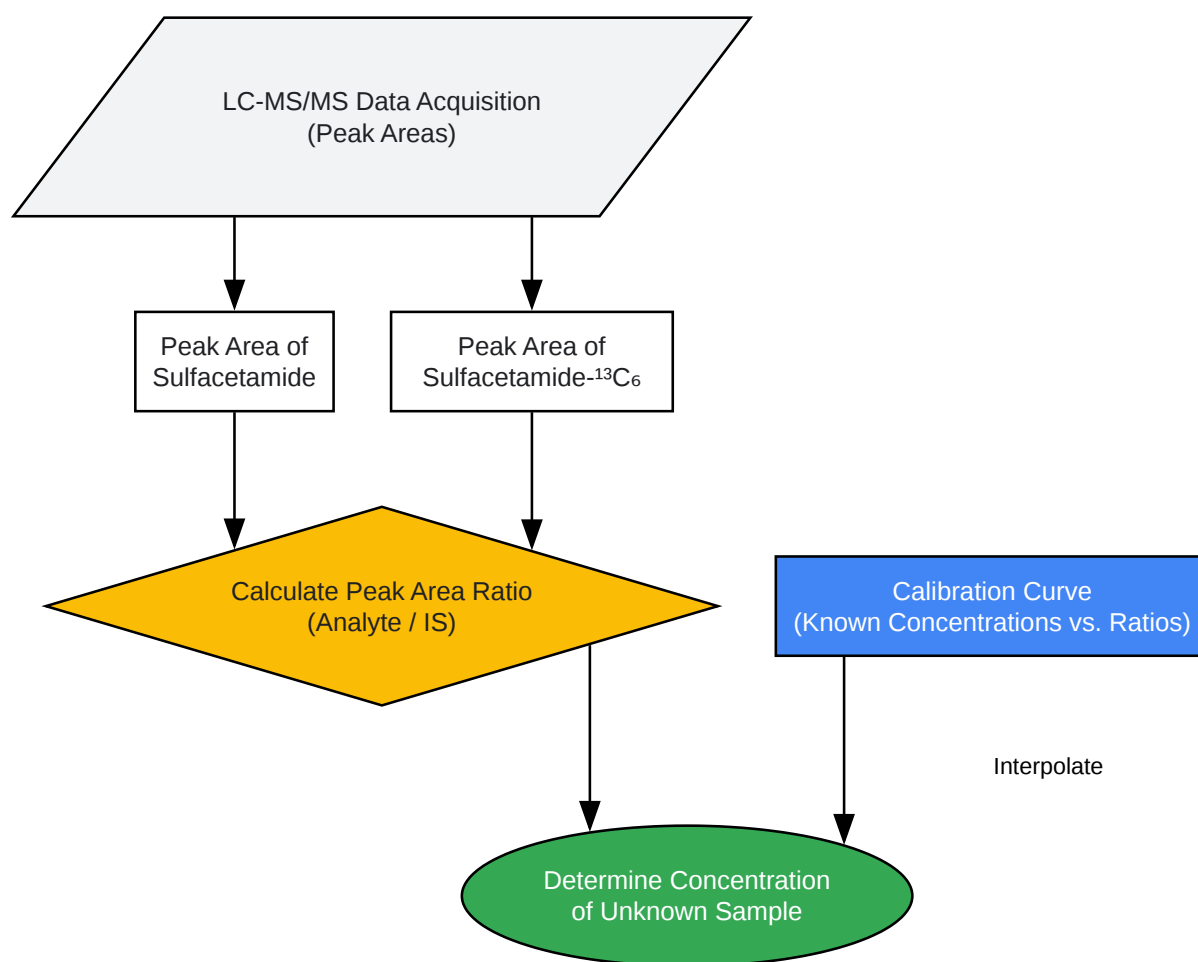 LC-MS/MS Data Acquisition
(Peak Areas)
Peak Area of
Sulfacetamide
Peak Area of
Sulfacetamide-¹³C₆
Calculate Peak Area Ratio
(Analyte / IS)
Calibration Curve
(Known Concentrations vs. Ratios)
Interpolate
Determine Concentration
of Unknown Sample